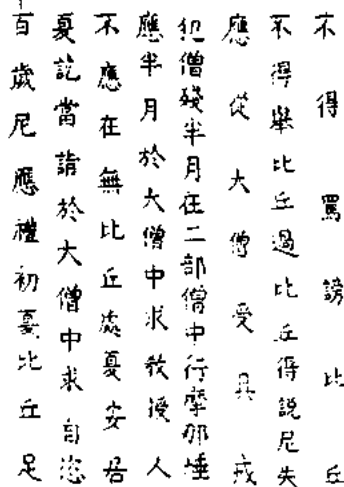 不得罵謗比丘
不得舉比丘過比丘得説尼失
應從大僧受具戒
犯僧殘半月在二部僧中行摩那埵
應半月於大僧中求教授人
不應在無比丘處夏安居
夏訖當詣於大僧中求自恣
百歲尼應禮初夏比丘足